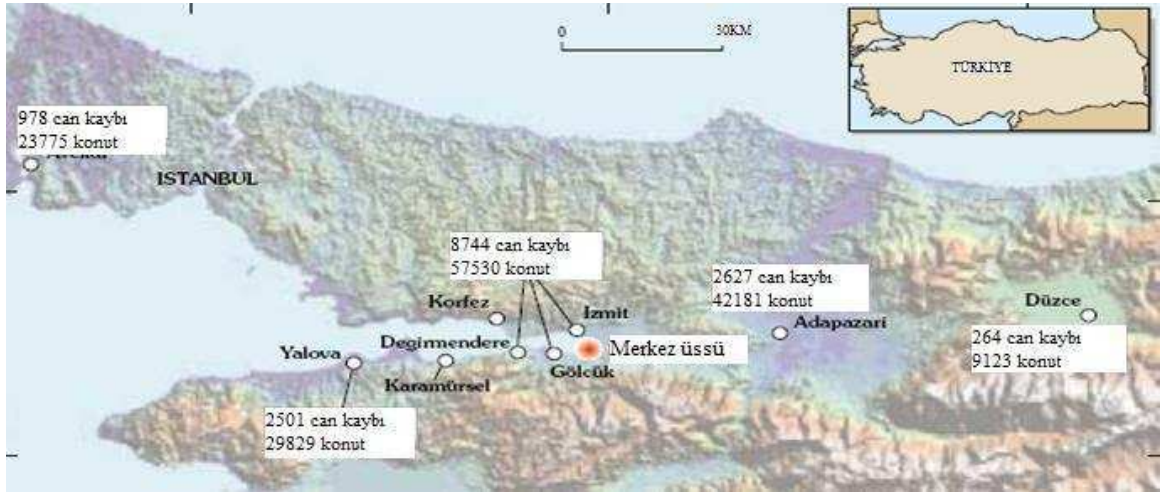 0
30KM
TÜRKİYE
978 can kaybı
23775 konut
ISTANBUL
8744 can kaybı
57530 konut
2627 can kaybı
42181 konut
Korfez
Izmit
Düzce
Adapazari
Degirmendere
Merkez üssü
Yalova
Gölcük
264 can kaybı
9123 konut
Karamürsel
2501 can kaybı
29829 konut